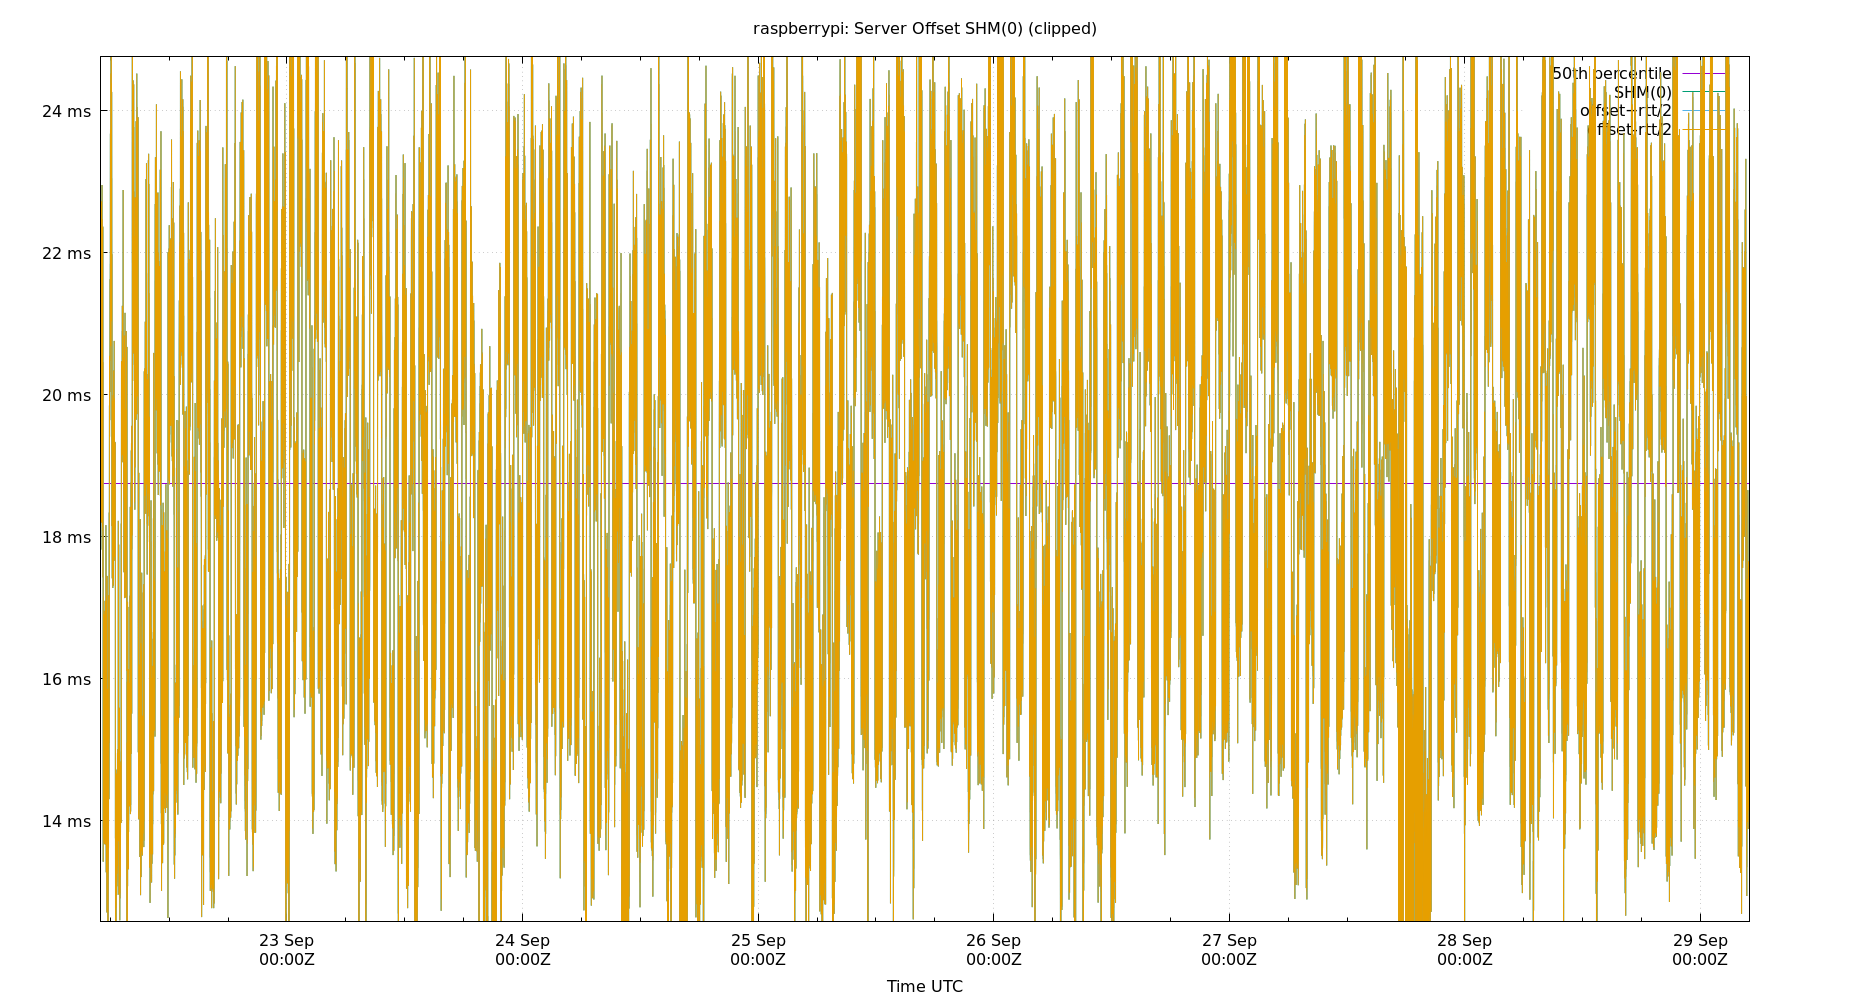 raspberrypi: Server Offset SHM(0) (clipped)
50th percentile
SHM(0)
offset+rtt/2
offset-rtt/2
24 ms
22 ms
20 ms
18 ms
16 ms
14 ms
23 Sep
00:00Z
24 Sep
00:00Z
25 Sep
00:00Z
26 Sep
00:00Z
27 Sep
00:00Z
28 Sep
00:00Z
29 Sep
00:00Z
Time UTC